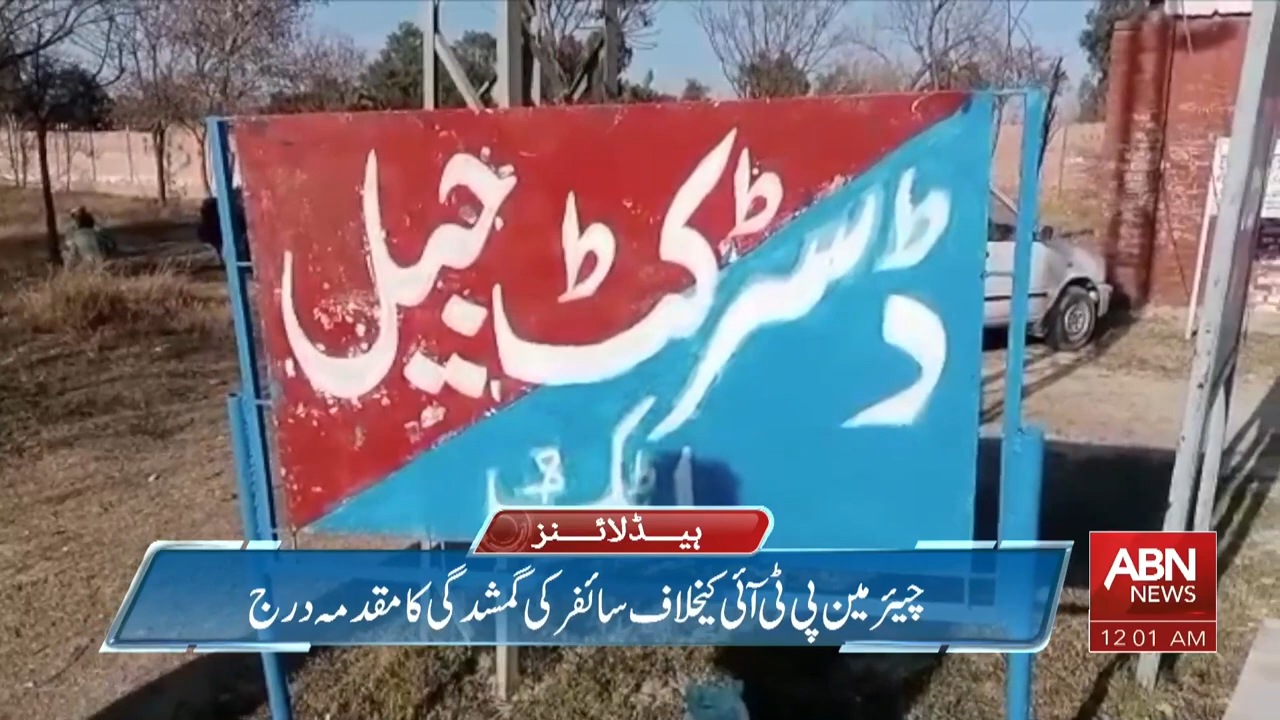 ڈسٹرکٹ جیل
اٹک
ہیڈلائنز
چیئرمین پی ٹی آئی کیخلاف سائفر کی گمشدگی کا مقدمہ درج
ABN
NEWS
12 01 AM